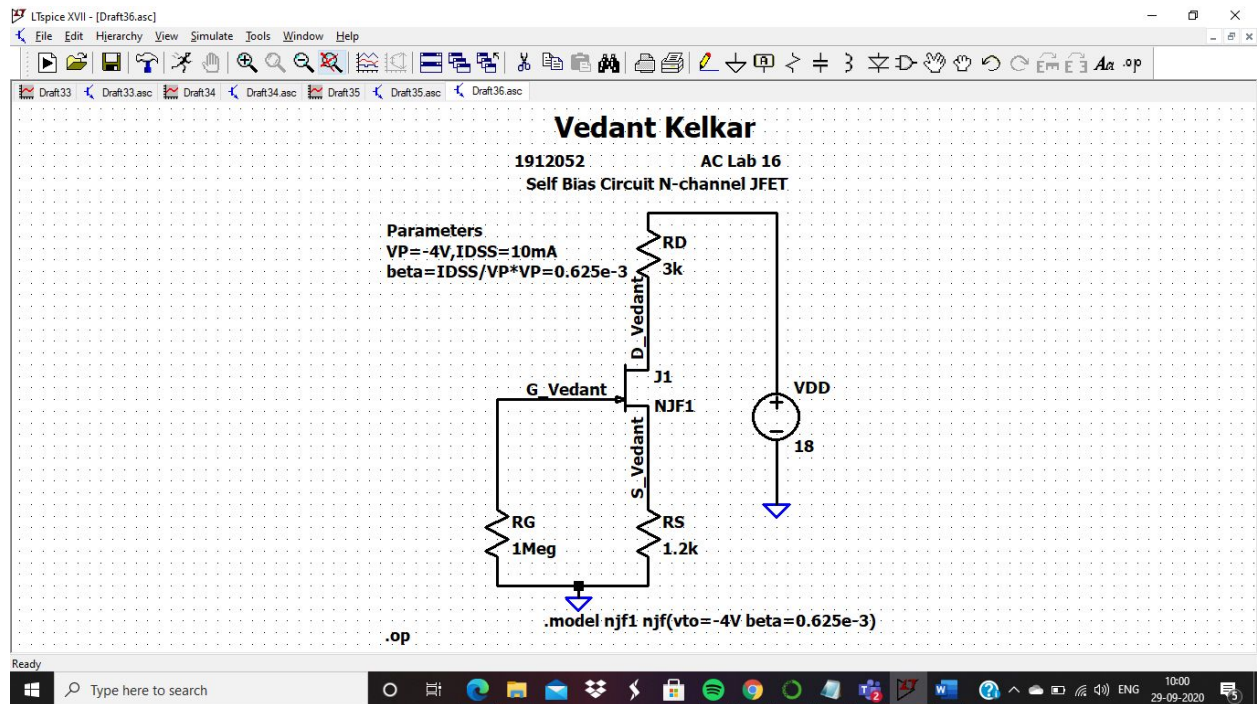 LTspice XVII - [Draft36.asc]
File Edit Hierarchy View Simulate Tools Window Help
Aa .op
Draft33 Draft33.asc Draft34 Draft34.asc Draft35 Draft35.asc Draft36.asc
Vedant Kelkar
1912052 AC Lab 16
Self Bias Circuit N-channel JFET
Parameters
VP=-4V,IDSS=10mA
beta=IDSS/VP*VP=0.625e-3
RD
3k
D_Vedant
J1
G_Vedant
NJF1
VDD
18
S_Vedant
RG
1Meg
RS
1.2k
.model njf1 njf(vto=-4V beta=0.625e-3)
.op
Ready
Type here to search
ENG
10:00
29-09-2020